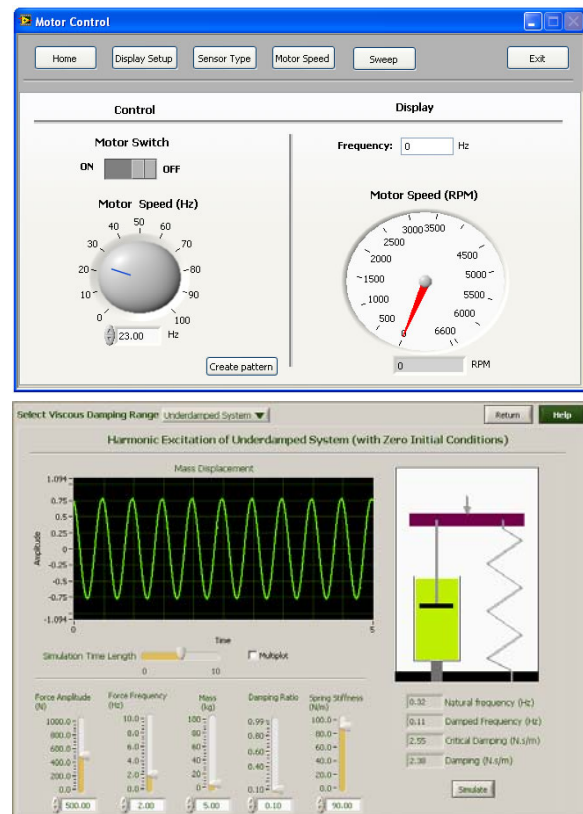 Motor Control
Home Display Setup Sensor Type Motor Speed Sweep Exit
Control Display
Motor Switch
ON OFF
Frequency: 0 Hz
Motor Speed (Hz)
0 10 20 30 40 50 60 70 80 90 100
23.00 Hz
Create pattern
Motor Speed (RPM)
0 500 1000 1500 2000 2500 3000 3500 4500 5000 5500 6000 6600
0 RPM
Select Viscous Damping Range Underdamped System Return Help
Harmonic Excitation of Underdamped System (with Zero Initial Conditions)
Mass Displacement
Amplitude
1.094
0.75
0.5
0.25
0
-0.25
-0.5
-0.75
-1.094
0 5
Time
Simulation Time Length 0 10 Multiplot
Force Amplitude (N) Force Frequency (Hz) Mass (kg) Damping Ratio Spring Stiffness (N/m)
1000.0 10.0 100 0.99 100.0
800.0 8.0 80 0.80 80.0
600.0 6.0 60 0.60 60.0
400.0 4.0 40 0.40 40.0
200.0 2.0 20 20.0
0.0 0.0 0 0.10 0.0
500.00 2.00 5.00 0.10 90.00
0.32 Natural frequency (Hz)
0.11 Damped Frequency (Hz)
2.55 Critical Damping (N.s/m)
2.38 Damping (N.s/m)
Simulate